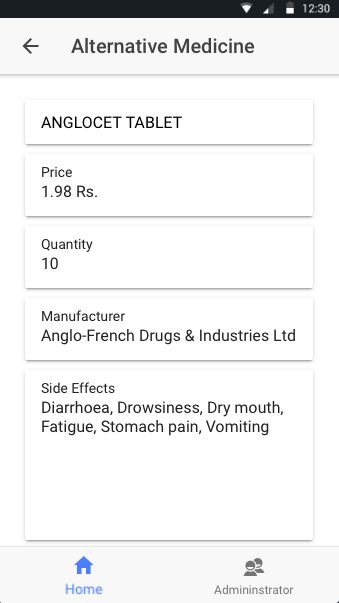 12:30
Alternative Medicine
ANGLOCET TABLET
Price
1.98 Rs.
Quantity
10
Manufacturer
Anglo-French Drugs & Industries Ltd
Side Effects
Diarrhoea, Drowsiness, Dry mouth,
Fatigue, Stomach pain, Vomiting
Home
Admininstrator